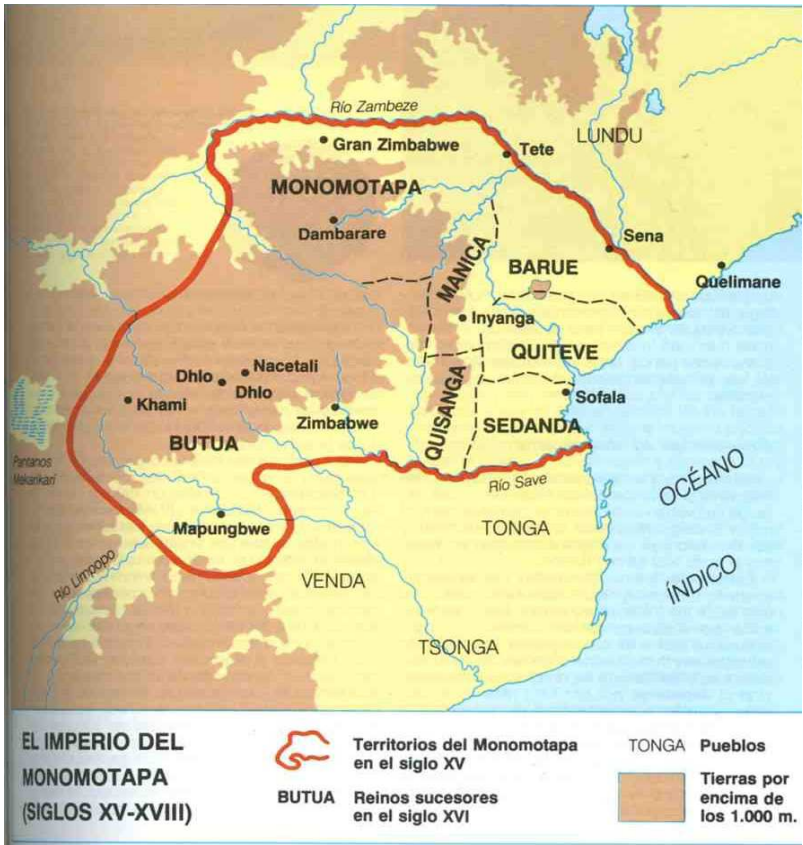 Río Zambeze
LUNDU
Gran Zimbabwe
Tete
MONOMOTAPA
Dambarare
MANICA
Sena
BARUE
Quelimane
Inyanga
QUITEVE
Nacetali
Dhlo
Dhlo
Khami
Zimbabwe
QUISANGA
Sofala
SEDANDA
BUTUA
Pantanos
Mekarikari
Río Save
OCÉANO
ÍNDICO
Mapungbwe
TONGA
Río Limpopo
VENDA
TSONGA
EL IMPERIO DEL
MONOMOTAPA
(SIGLOS XV-XVIII)
Territorios del Monomotapa
en el siglo XV
BUTUA Reinos sucesores
en el siglo XVI
TONGA Pueblos
Tierras por
encima de
los 1.000 m.